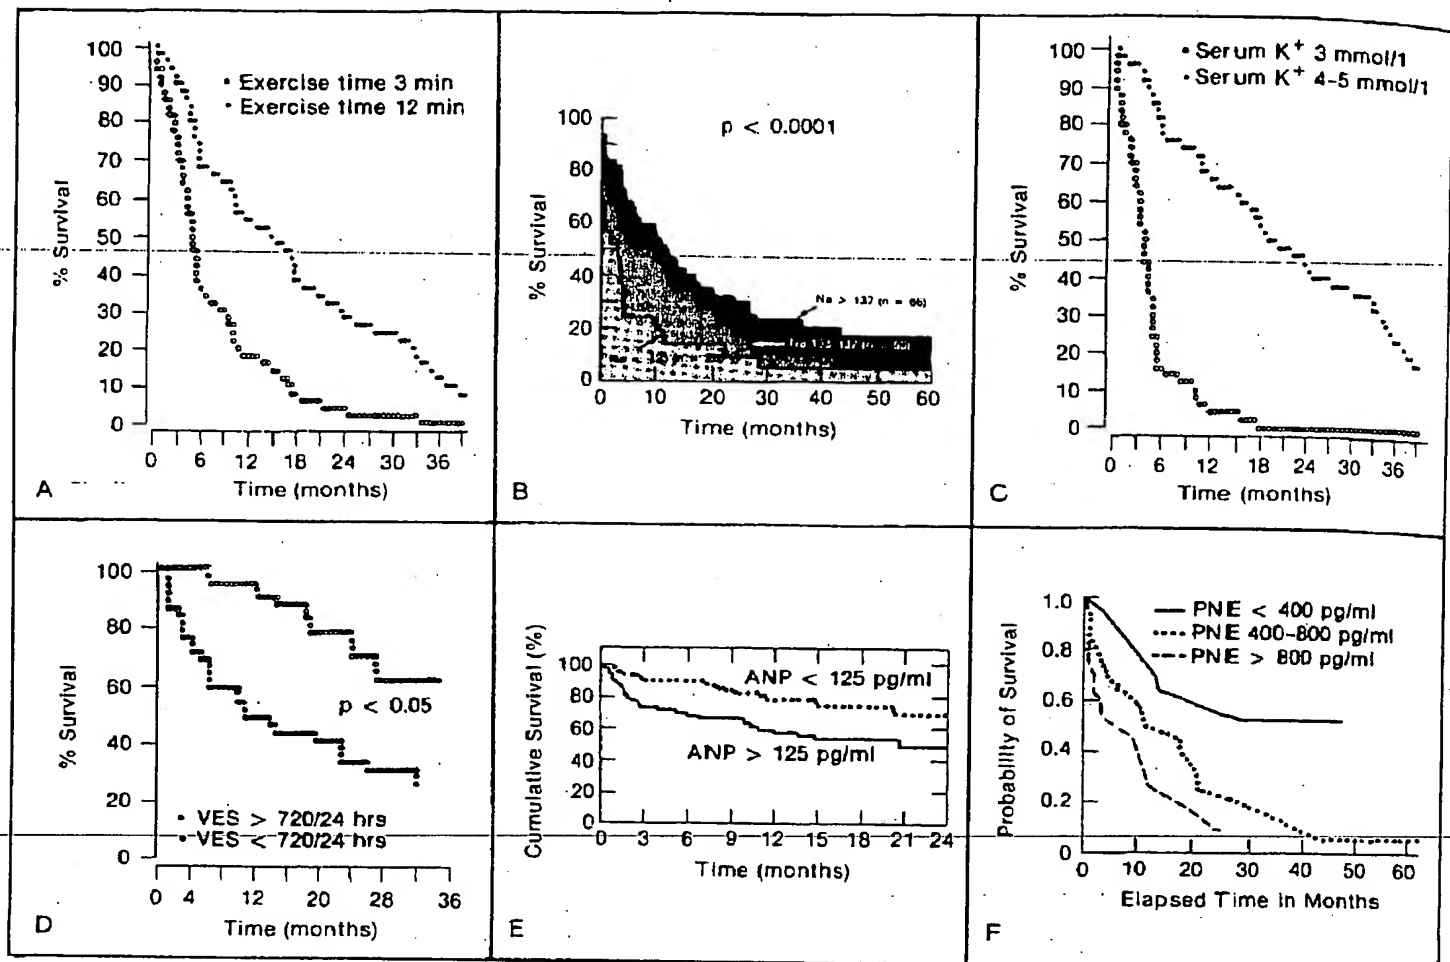 100
90
80
70
60
50
40
30
20
10
0
% Survival
Exercise time 3 min
Exercise time 12 min
0 6 12 18 24 30 36
Time (months)
A
100
80
60
40
20
0
% Survival
p < 0.0001
Na > 137 (n = 66)
0 10 20 30 40 50 60
Time (months)
B
100
90
80
70
60
50
40
30
20
10
0
% Survival
Serum K+ 3 mmol/l
Serum K+ 4-5 mmol/l
0 6 12 18 24 30 36
Time (months)
C
100
80
60
40
20
0
% Survival
p < 0.05
VES > 720/24 hrs
VES < 720/24 hrs
0 4 12 20 28 36
Time (months)
D
100
80
60
40
20
0
Cumulative Survival (%)
ANP < 125 pg/ml
ANP > 125 pg/ml
0 3 6 9 12 15 18 21 24
Time (months)
E
1.0
0.8
0.6
0.4
0.2
0
Probability of Survival
PNE < 400 pg/ml
PNE 400-800 pg/ml
PNE > 800 pg/ml
0 10 20 30 40 50 60
Elapsed Time In Months
F